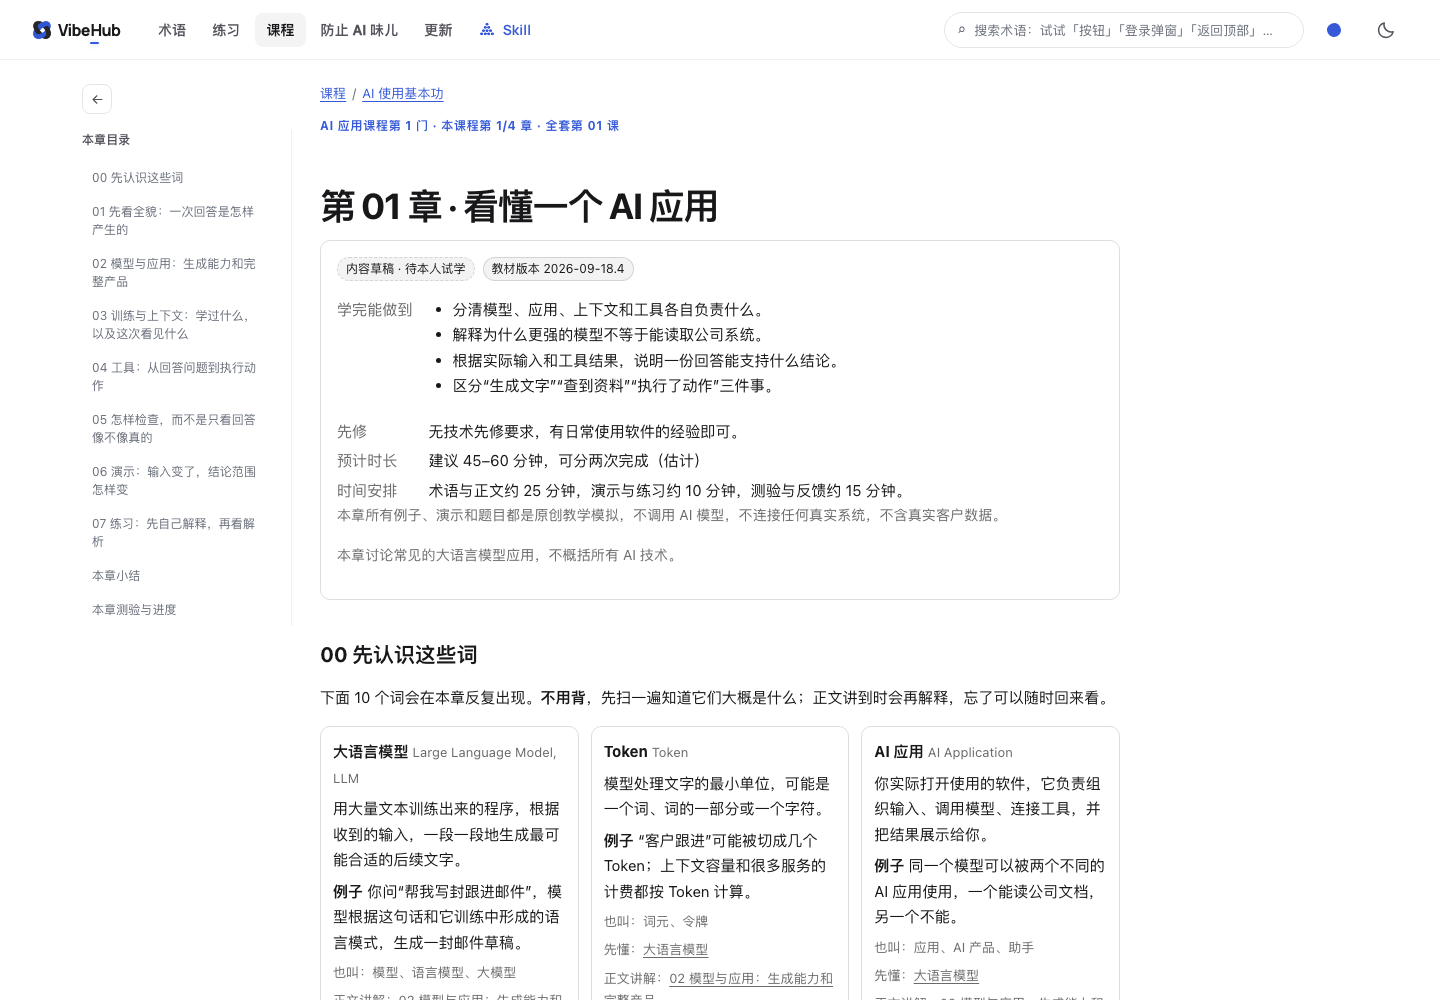 VibeHub
术语 练习 课程 防止 AI 味儿 更新 Skill
搜索术语：试试「按钮」「登录弹窗」「返回顶部」...
←
本章目录
00 先认识这些词
01 先看全貌：一次回答是怎样
产生的
02 模型与应用：生成能力和完
整产品
03 训练与上下文：学过什么，
以及这次看见什么
04 工具：从回答问题到执行动
作
05 怎样检查，而不是只看回答
像不像真的
06 演示：输入变了，结论范围
怎样变
07 练习：先自己解释，再看解
析
本章小结
本章测验与进度
课程 / AI 使用基本功
AI 应用课程第 1 门 · 本课程第 1/4 章 · 全套第 01 课
第 01 章 · 看懂一个 AI 应用
内容草稿 · 待本人试学 教材版本 2026-09-18.4
学完能做到
• 分清模型、应用、上下文和工具各自负责什么。
• 解释为什么更强的模型不等于能读取公司系统。
• 根据实际输入和工具结果，说明一份回答能支持什么结论。
• 区分“生成文字”“查到资料”“执行了动作”三件事。
先修 无技术先修要求，有日常使用软件的经验即可。
预计时长 建议 45–60 分钟，可分两次完成（估计）
时间安排 术语与正文约 25 分钟，演示与练习约 10 分钟，测验与反馈约 15 分钟。
本章所有例子、演示和题目都是原创教学模拟，不调用 AI 模型，不连接任何真实系统，不含真实客户数据。
本章讨论常见的大语言模型应用，不概括所有 AI 技术。
00 先认识这些词
下面 10 个词会在本章反复出现。不用背，先扫一遍知道它们大概是什么；正文讲到时会再解释，忘了可以随时回来看。
大语言模型 Large Language Model,
LLM
用大量文本训练出来的程序，根据
收到的输入，一段一段地生成最可
能合适的后续文字。
例子 你问“帮我写封跟进邮件”，模
型根据这句话和它训练中形成的语
言模式，生成一封邮件草稿。
也叫：模型、语言模型、大模型
正文讲解：02 模型与应用：生成能力和
Token Token
模型处理文字的最小单位，可能是
一个词、词的一部分或一个字符。
例子 “客户跟进”可能被切成几个
Token；上下文容量和很多服务的
计费都按 Token 计算。
也叫：词元、令牌
先懂：大语言模型
正文讲解：02 模型与应用：生成能力和
完整产品
AI 应用 AI Application
你实际打开使用的软件，它负责组
织输入、调用模型、连接工具，并
把结果展示给你。
例子 同一个模型可以被两个不同的
AI 应用使用，一个能读公司文档，
另一个不能。
也叫：应用、AI 产品、助手
先懂：大语言模型
正文讲解：02 模型与应用：生成能力和